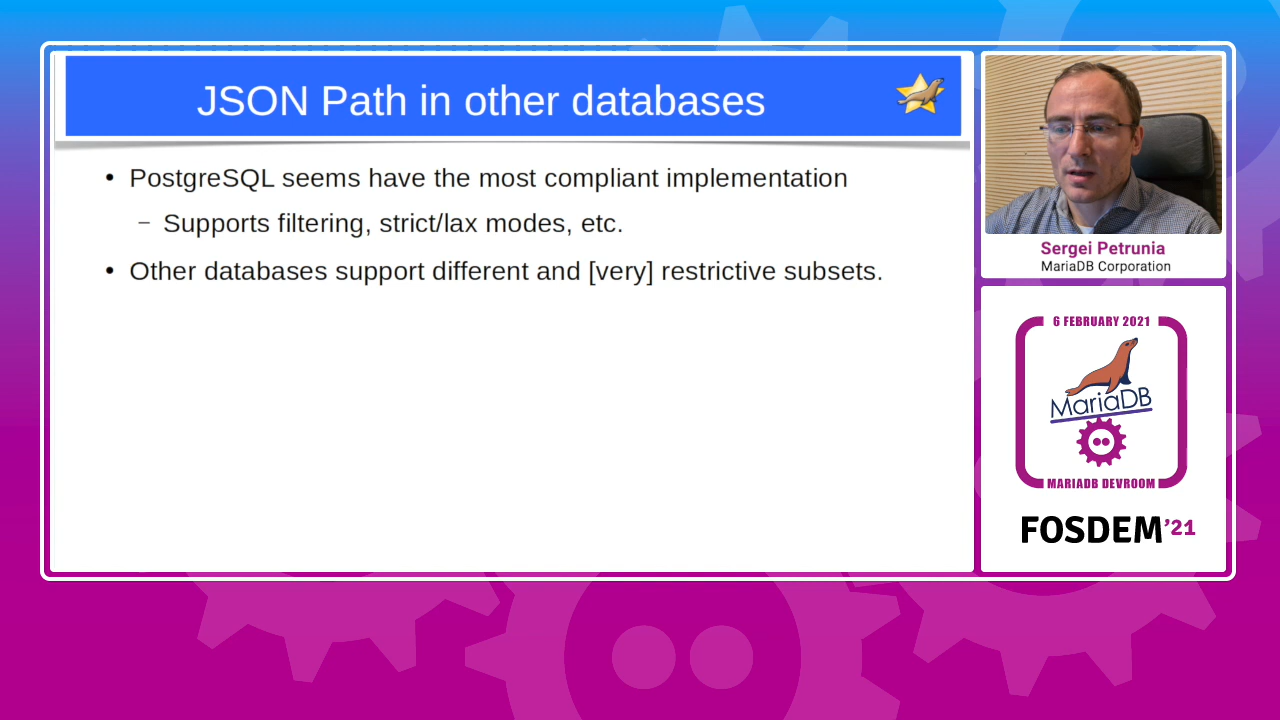 JSON Path in other databases
• PostgreSQL seems have the most compliant implementation
– Supports filtering, strict/lax modes, etc.
• Other databases support different and [very] restrictive subsets.
Sergei Petrunia
MariaDB Corporation
6 FEBRUARY 2021
MariaDB
MARIADB DEVROOM
FOSDEM'21